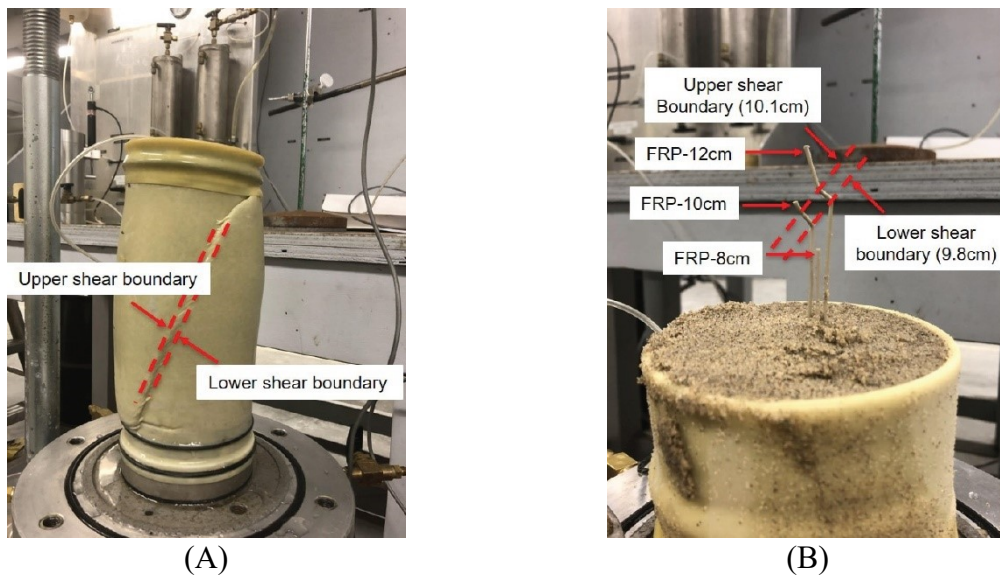 Upper shear boundary
Lower shear boundary
(A)
Upper shear
Boundary (10.1cm)
FRP-12cm
FRP-10cm
Lower shear
boundary (9.8cm)
FRP-8cm
(B)